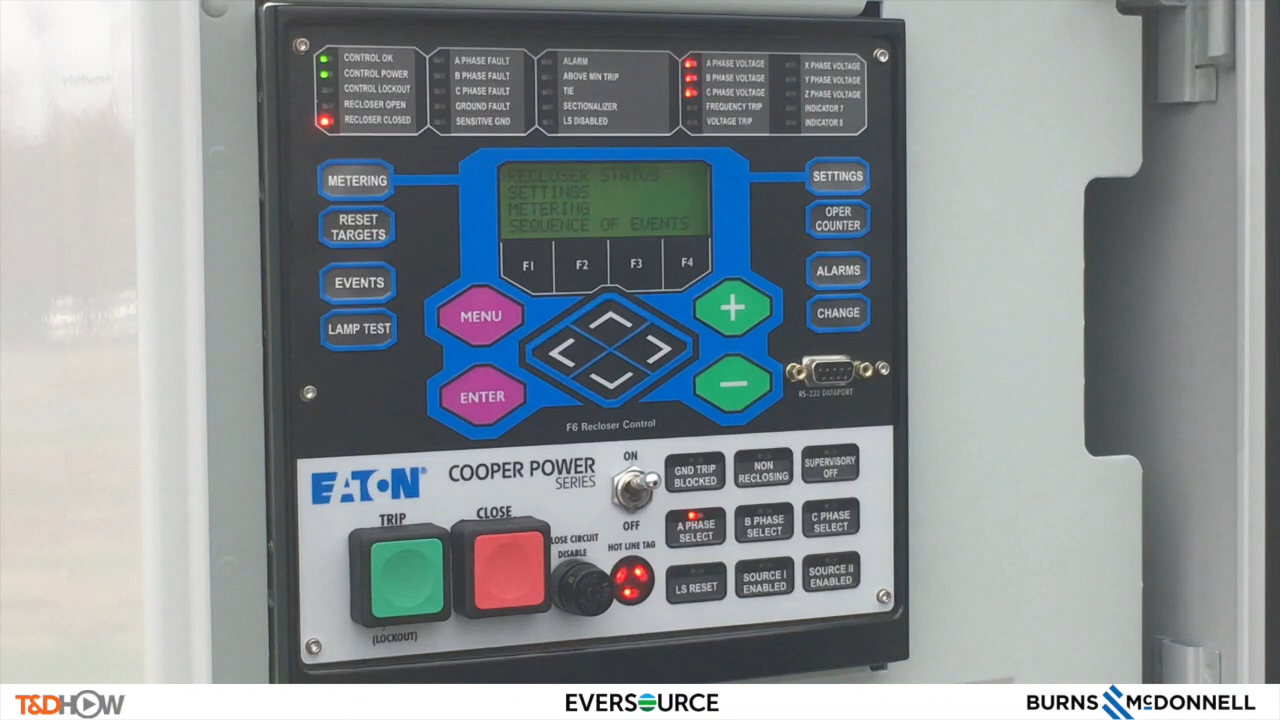 CONTROL OK
CONTROL POWER
CONTROL LOCKOUT
RECLOSER OPEN
RECLOSER CLOSED
A PHASE FAULT
B PHASE FAULT
C PHASE FAULT
GROUND FAULT
SENSITIVE GND
ALARM
ABOVE MIN TRIP
TIE
SECTIONALIZER
LS DISABLED
A PHASE VOLTAGE
B PHASE VOLTAGE
C PHASE VOLTAGE
FREQUENCY TRIP
VOLTAGE TRIP
X PHASE VOLTAGE
Y PHASE VOLTAGE
Z PHASE VOLTAGE
INDICATOR 7
INDICATOR 8
METERING
RESET
TARGETS
EVENTS
LAMP TEST
RECLOSER STATUS
SETTINGS
METERING
SEQUENCE OF EVENTS
F1 F2 F3 F4
SETTINGS
OPER
COUNTER
ALARMS
CHANGE
MENU
ENTER
+
−
RS-232 DATAPORT
F6 Recloser Control
EATON®
COOPER POWER
SERIES
ON
OFF
GND TRIP
BLOCKED
NON
RECLOSING
SUPERVISORY
OFF
A PHASE
SELECT
B PHASE
SELECT
C PHASE
SELECT
LS RESET
SOURCE I
ENABLED
SOURCE II
ENABLED
TRIP
CLOSE
LOSE CIRCUIT
DISABLE
HOT LINE TAG
(LOCKOUT)
T&DHOW
EVERSOURCE
BURNS McDONNELL